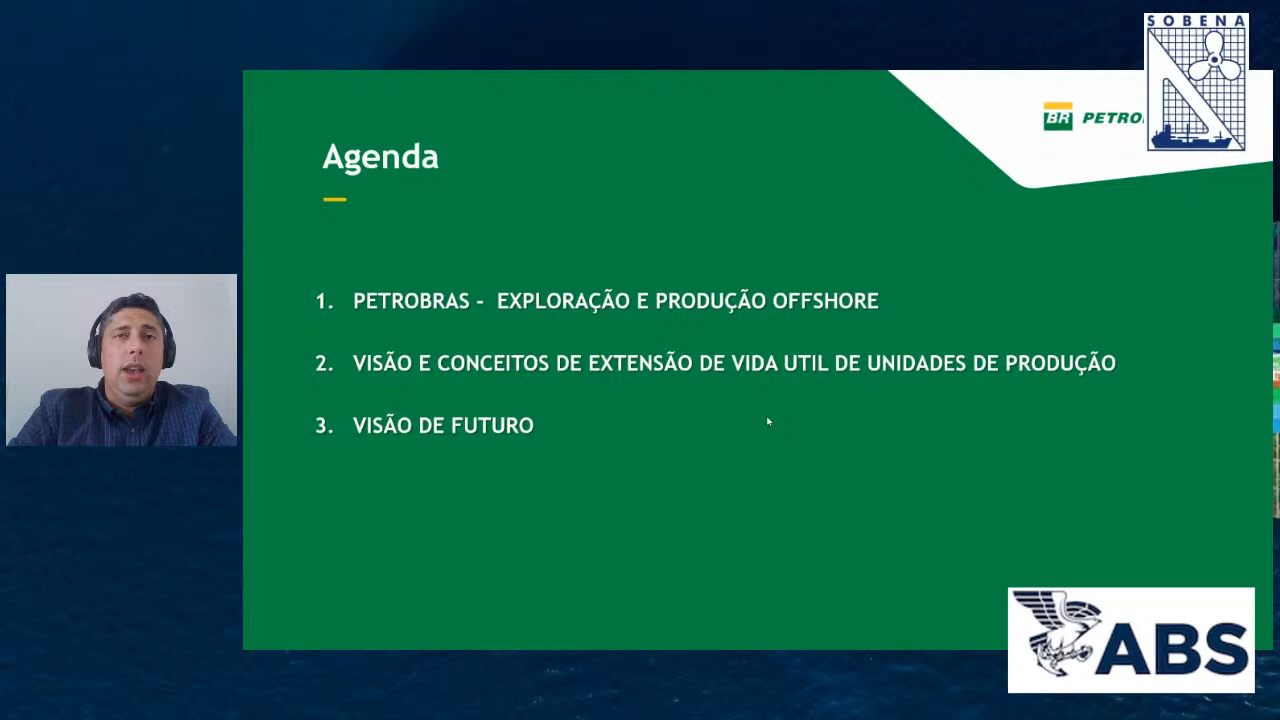 SOBENA
BR PETRO
Agenda
1. PETROBRAS - EXPLORAÇÃO E PRODUÇÃO OFFSHORE
2. VISÃO E CONCEITOS DE EXTENSÃO DE VIDA UTIL DE UNIDADES DE PRODUÇÃO
3. VISÃO DE FUTURO
ABS